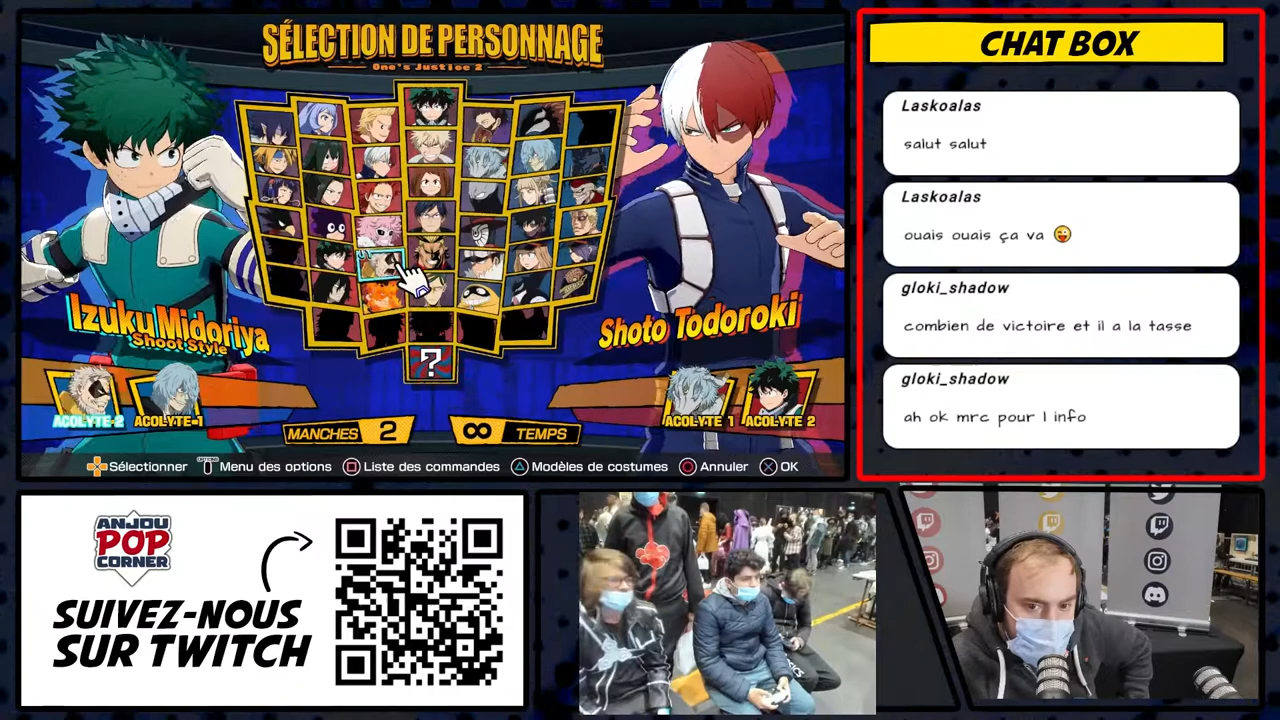 SÉLECTION DE PERSONNAGE
One's Justice 2
Izuku Midoriya
Shoot Style
Shoto Todoroki
?
ACOLYTE 2
ACOLYTE 1
ACOLYTE 1
ACOLYTE 2
MANCHES 2
∞ TEMPS
Sélectionner
OPTIONS
Menu des options
Liste des commandes
Modèles de costumes
Annuler
OK
CHAT BOX
Laskoalas
salut salut
Laskoalas
ouais ouais ça va 😜
gloki_shadow
combien de victoire et il a la tasse
gloki_shadow
ah ok mrc pour l info
ANJOU
POP
CORNER
SUIVEZ-NOUS
SUR TWITCH